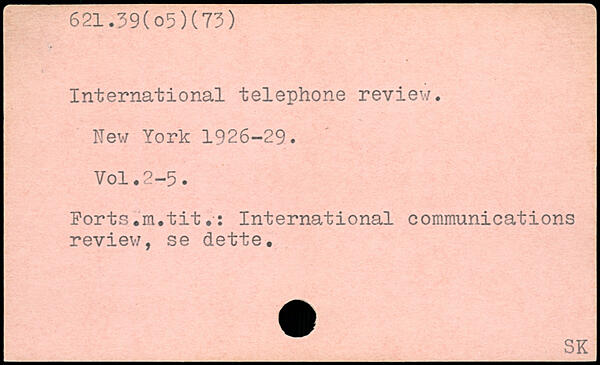 621.39(o5)(73)
International telephone review.
New York 1926-29.
Vol.2-5.
Forts.m.tit.: International communications
review, se dette.
SK